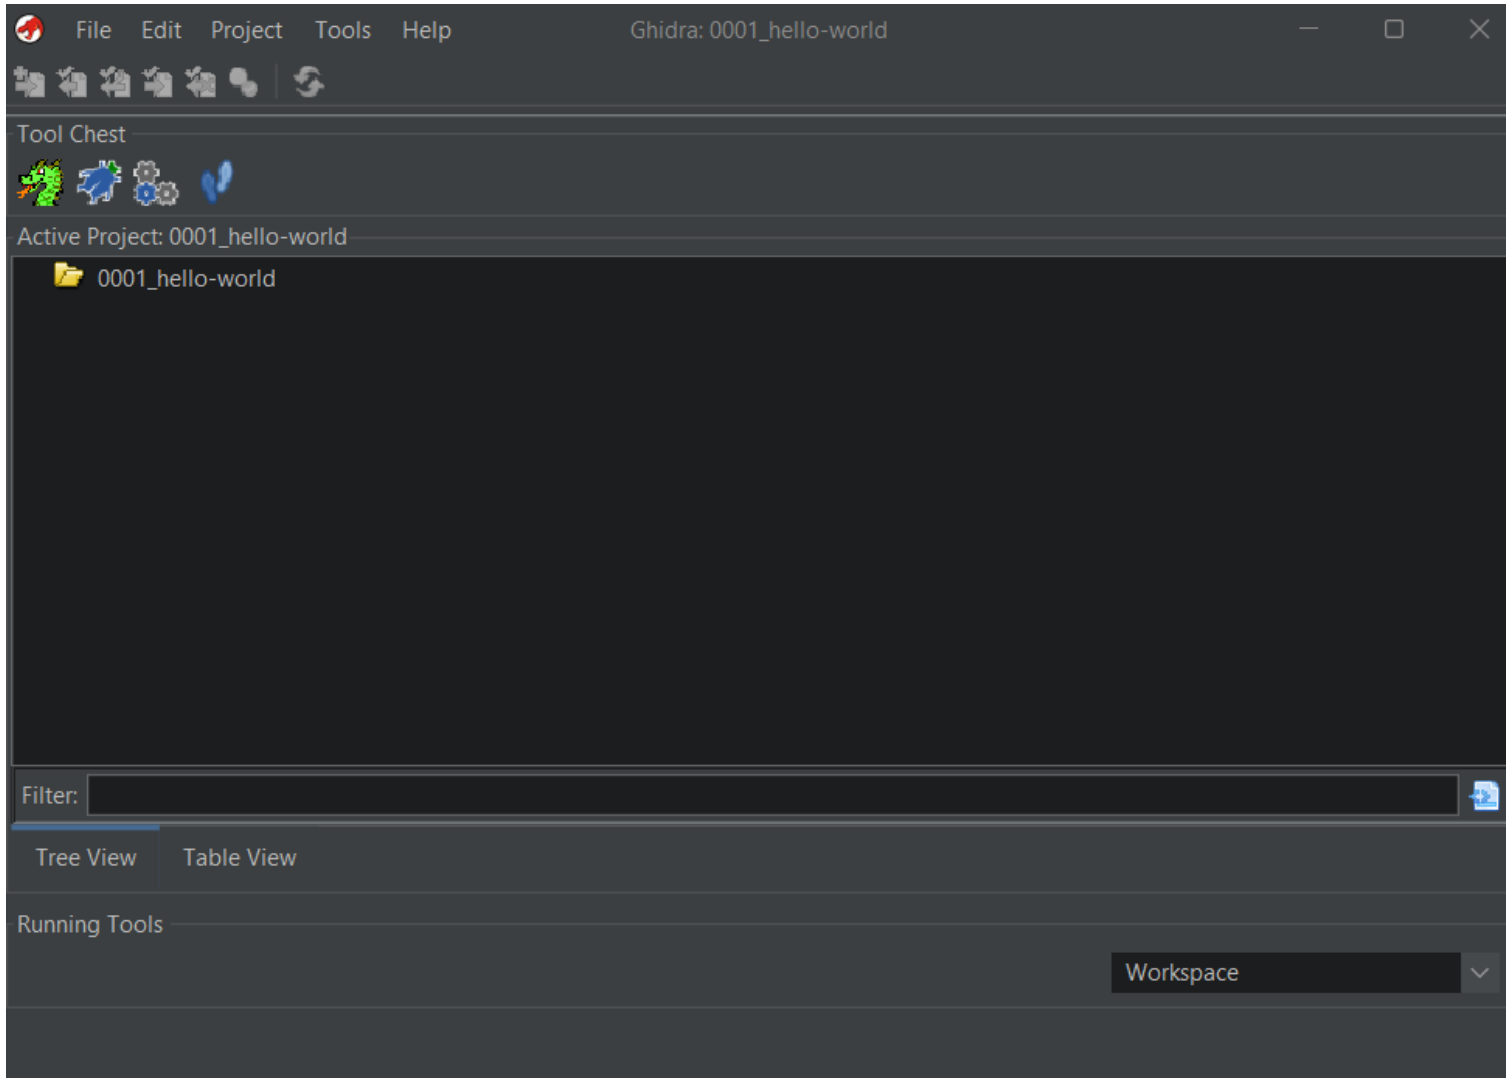 File Edit Project Tools Help Ghidra: 0001_hello-world
Tool Chest
Active Project: 0001_hello-world
0001_hello-world
Filter:
Tree View Table View
Running Tools
Workspace